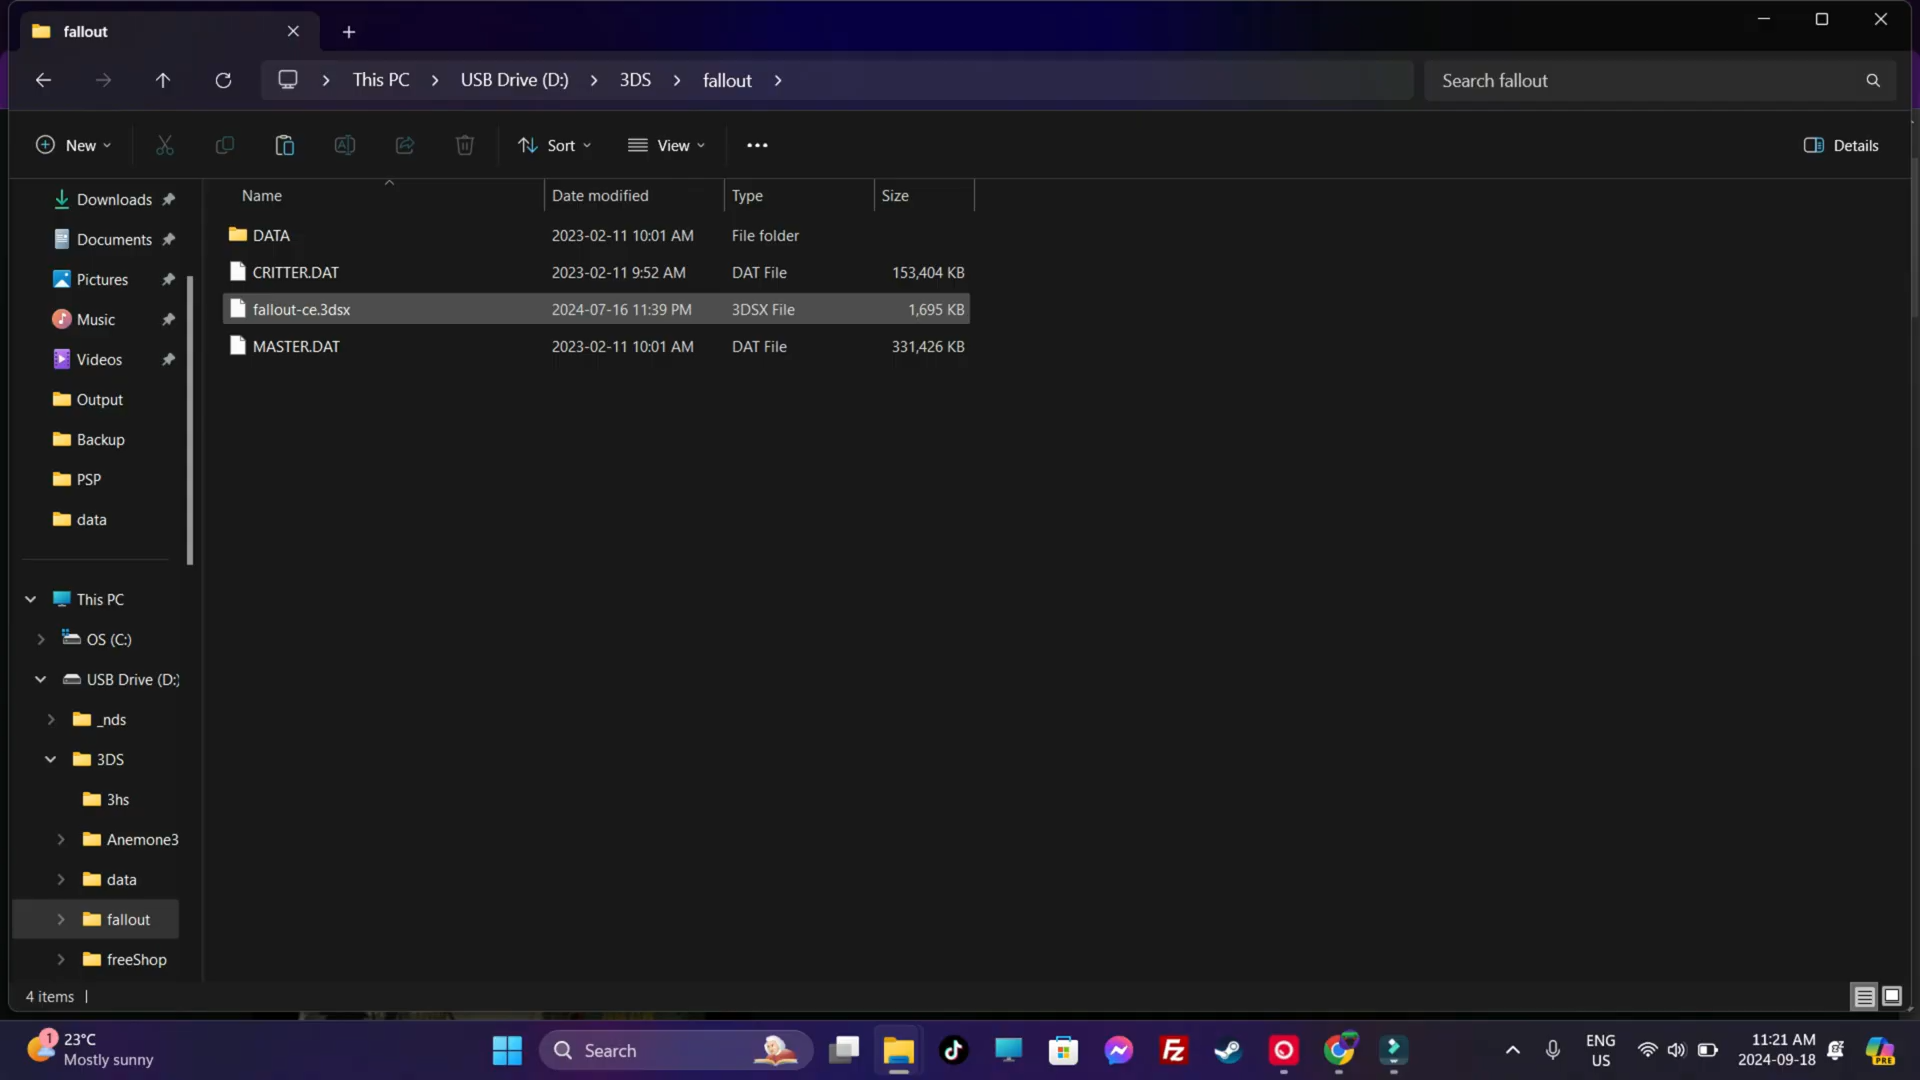 fallout
This PC
USB Drive (D:)
3DS
fallout
Search fallout
New
Sort
View
Details
Name
Date modified
Type
Size
DATA
2023-02-11 10:01 AM
File folder
CRITTER.DAT
2023-02-11 9:52 AM
DAT File
153,404 KB
fallout-ce.3dsx
2024-07-16 11:39 PM
3DSX File
1,695 KB
MASTER.DAT
2023-02-11 10:01 AM
DAT File
331,426 KB
Downloads
Documents
Pictures
Music
Videos
Output
Backup
PSP
data
This PC
OS (C:)
USB Drive (D:)
_nds
3DS
3hs
Anemone3
data
fallout
freeShop
4 items
1
23°C
Mostly sunny
Search
ENG
US
11:21 AM
2024-09-18
PRE